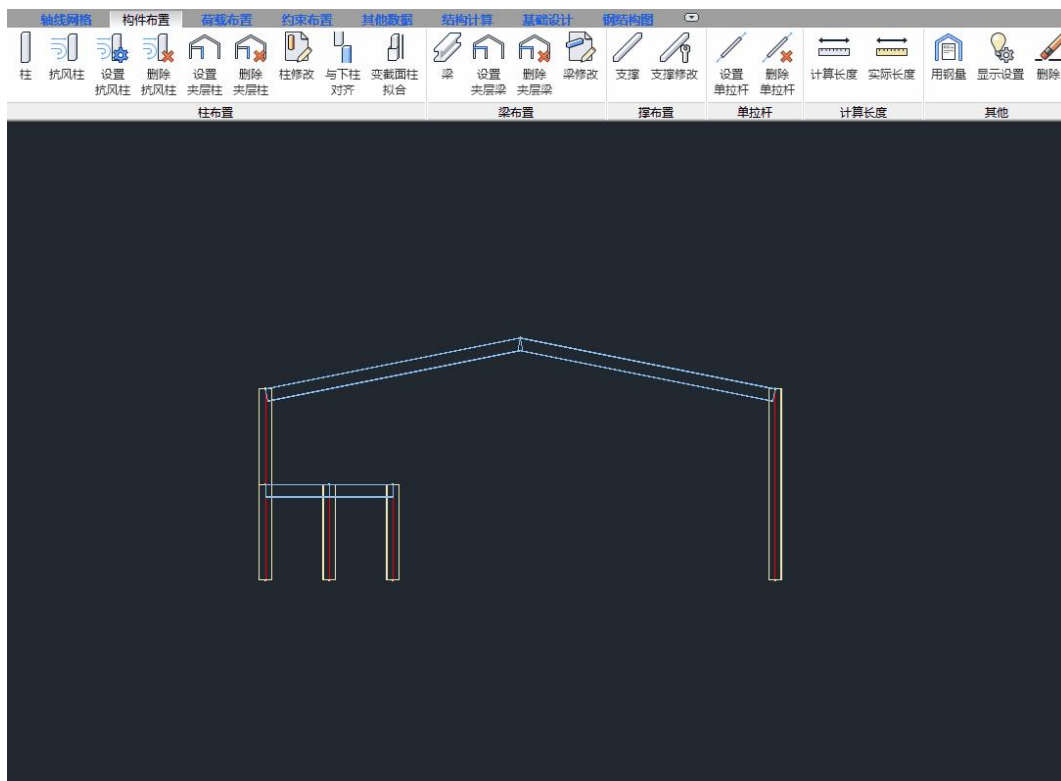 轴线网格 构件布置 荷载布置 约束布置 其他数据 结构计算 基础设计 钢结构图
柱 抗风柱 设置 删除 设置 删除 柱修改 与下柱 变截面柱 梁 设置 删除 梁修改 支撑 支撑修改 设置 删除 计算长度 实际长度 用钢量 显示设置 删除
抗风柱 抗风柱 夹层柱 夹层柱 对齐 拟合 夹层梁 夹层梁 单拉杆 单拉杆
柱布置 梁布置 撑布置 单拉杆 计算长度 其他